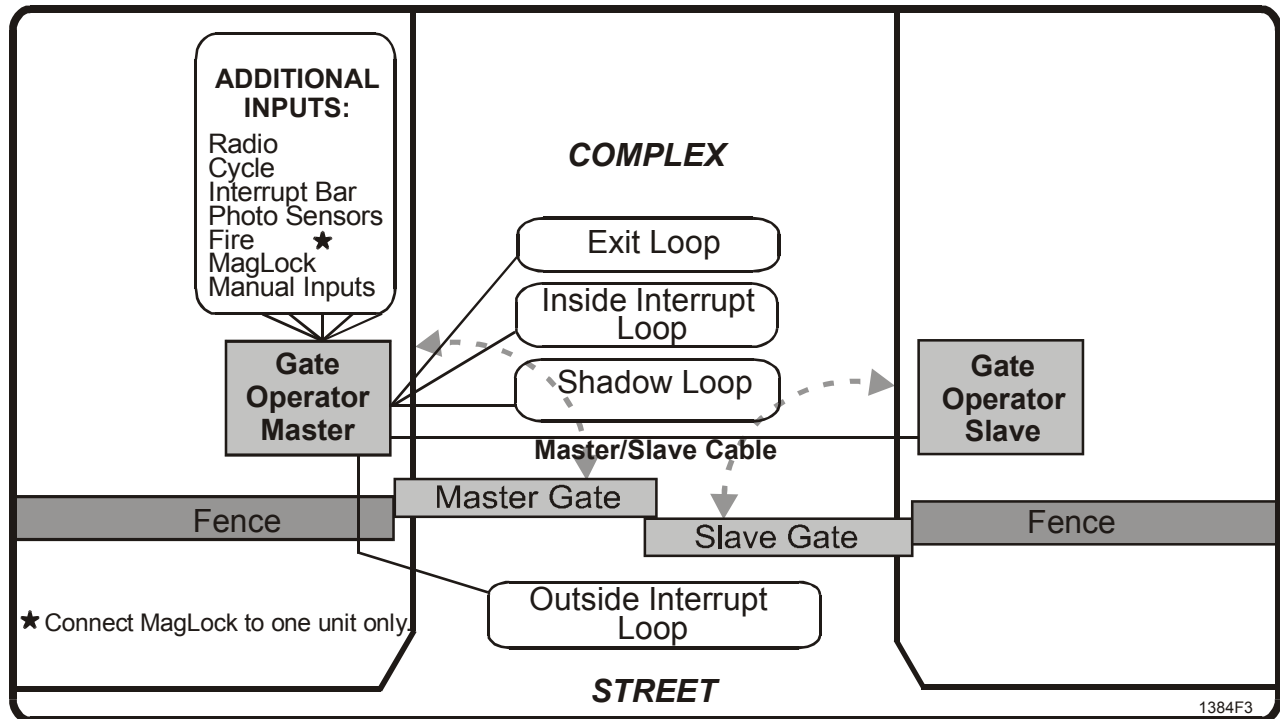 ADDITIONAL
INPUTS:
Radio
Cycle
Interrupt Bar
Photo Sensors
Fire ★
MagLock
Manual Inputs
COMPLEX
Exit Loop
Inside Interrupt
Loop
Shadow Loop
Gate
Operator
Master
Gate
Operator
Slave
Master/Slave Cable
Master Gate
Fence
Slave Gate
Fence
Outside Interrupt
Loop
★ Connect MagLock to one unit only.
STREET
1384F3